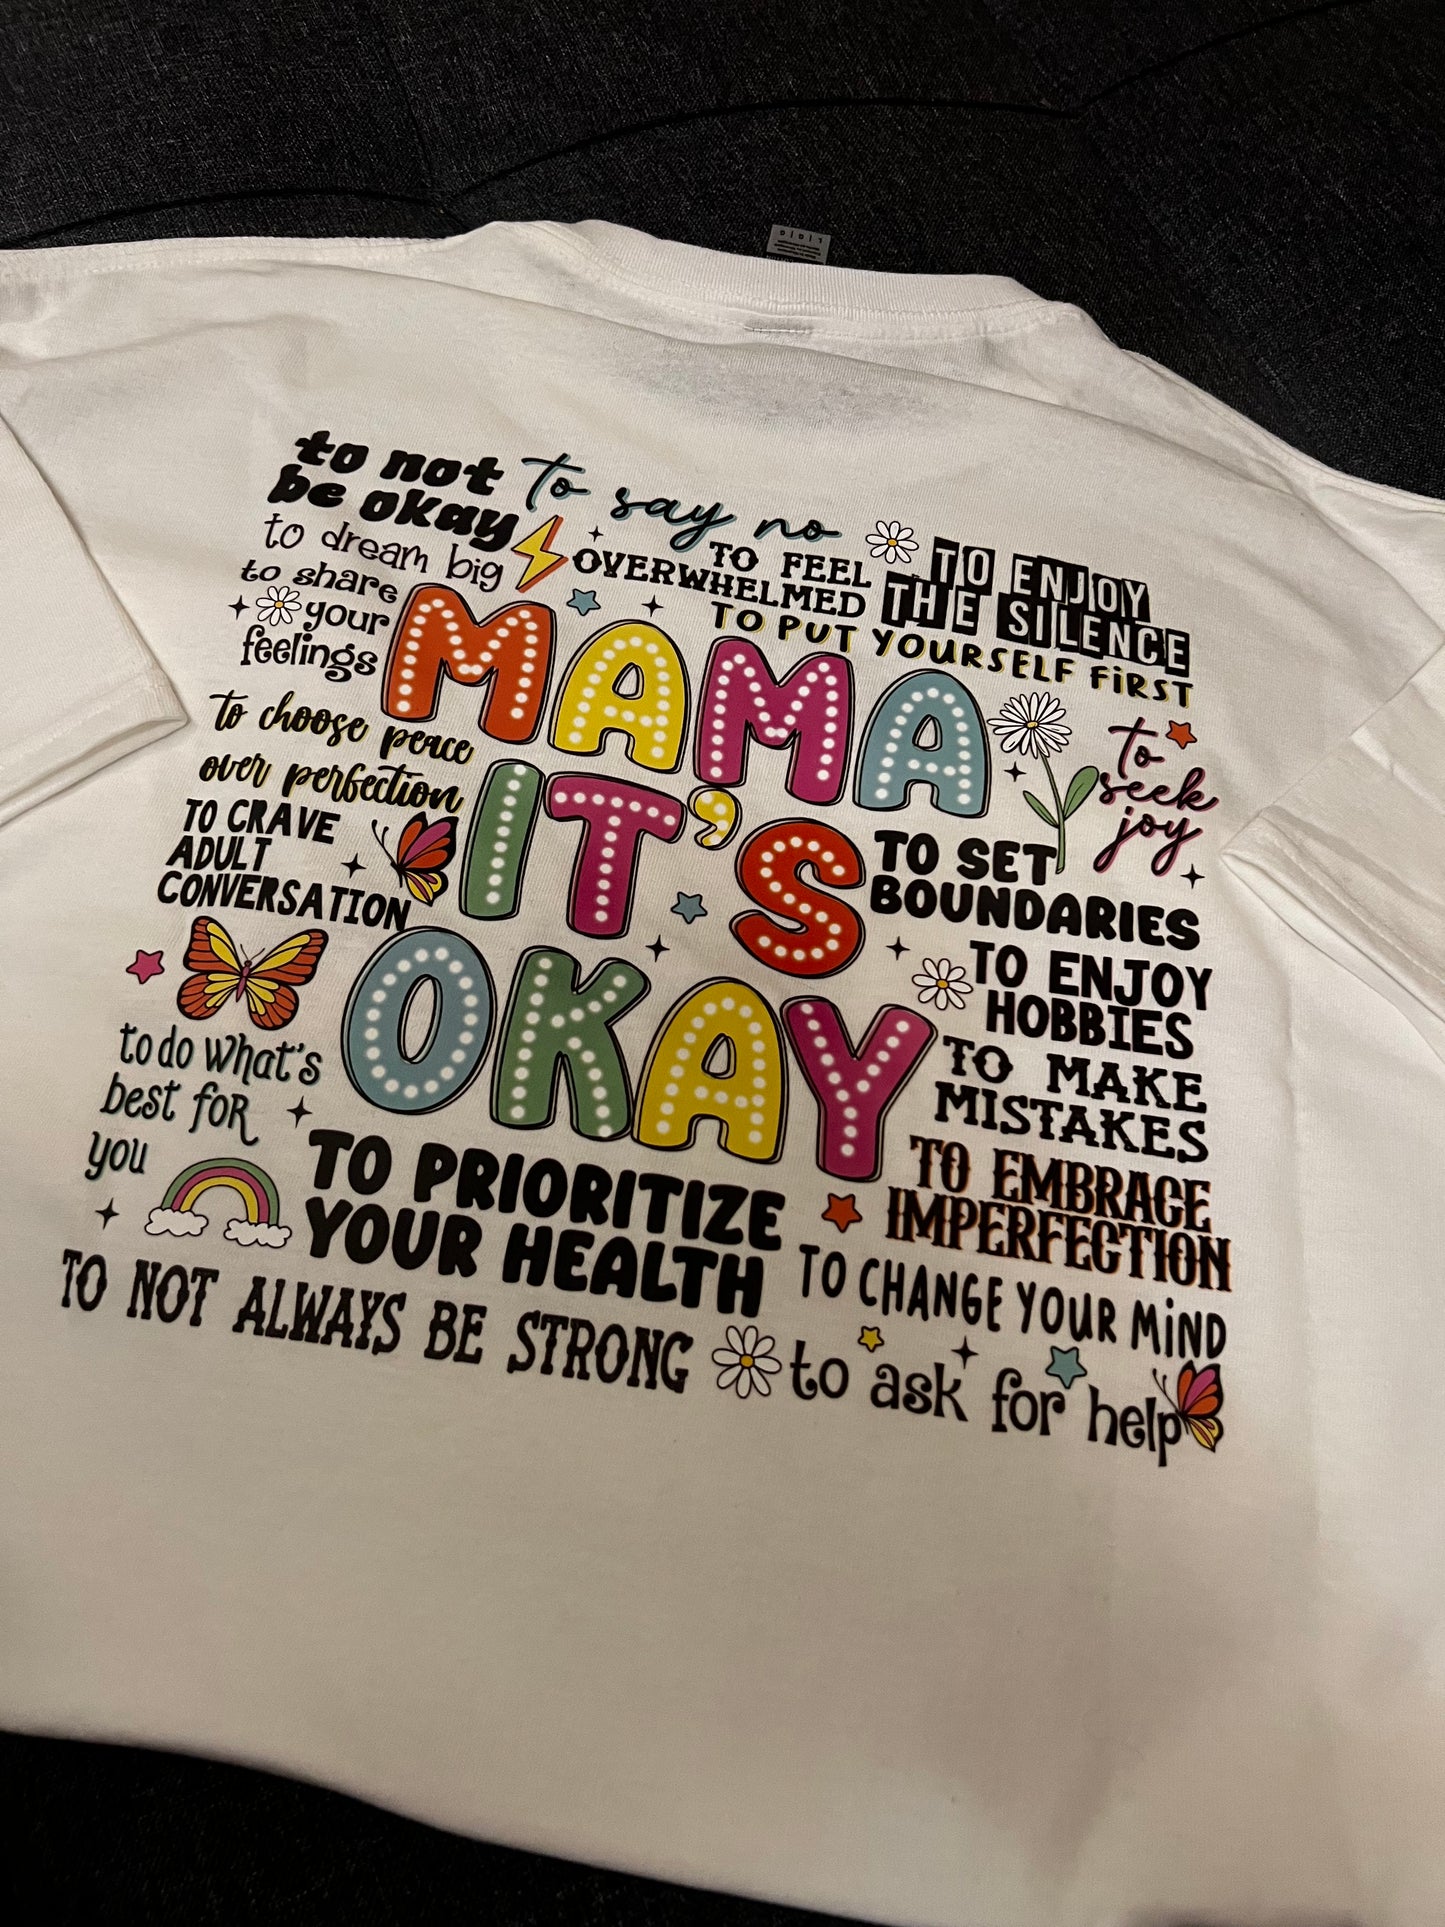 to not
be okay
to say no
to dream big
to share
your
feelings
TO FEEL
OVERWHELMED
TO ENJOY
THE SILENCE
TO PUT YOURSELF FiRST
MAMA
IT'S
OKAY
to choose peace
over perfection
TO CRAVE
ADULT
CONVERSATION
to
seek
joy
TO SET
BOUNDARIES
TO ENJOY
HOBBIES
TO MAKE
MISTAKES
TO EMBRACE
IMPERFECTION
to do what's
best foR
you
TO PRIORITIZE
YOUR HEALTH
TO CHANGE YOUR MiND
TO NOT ALWAYS BE STRONG
to ask for help